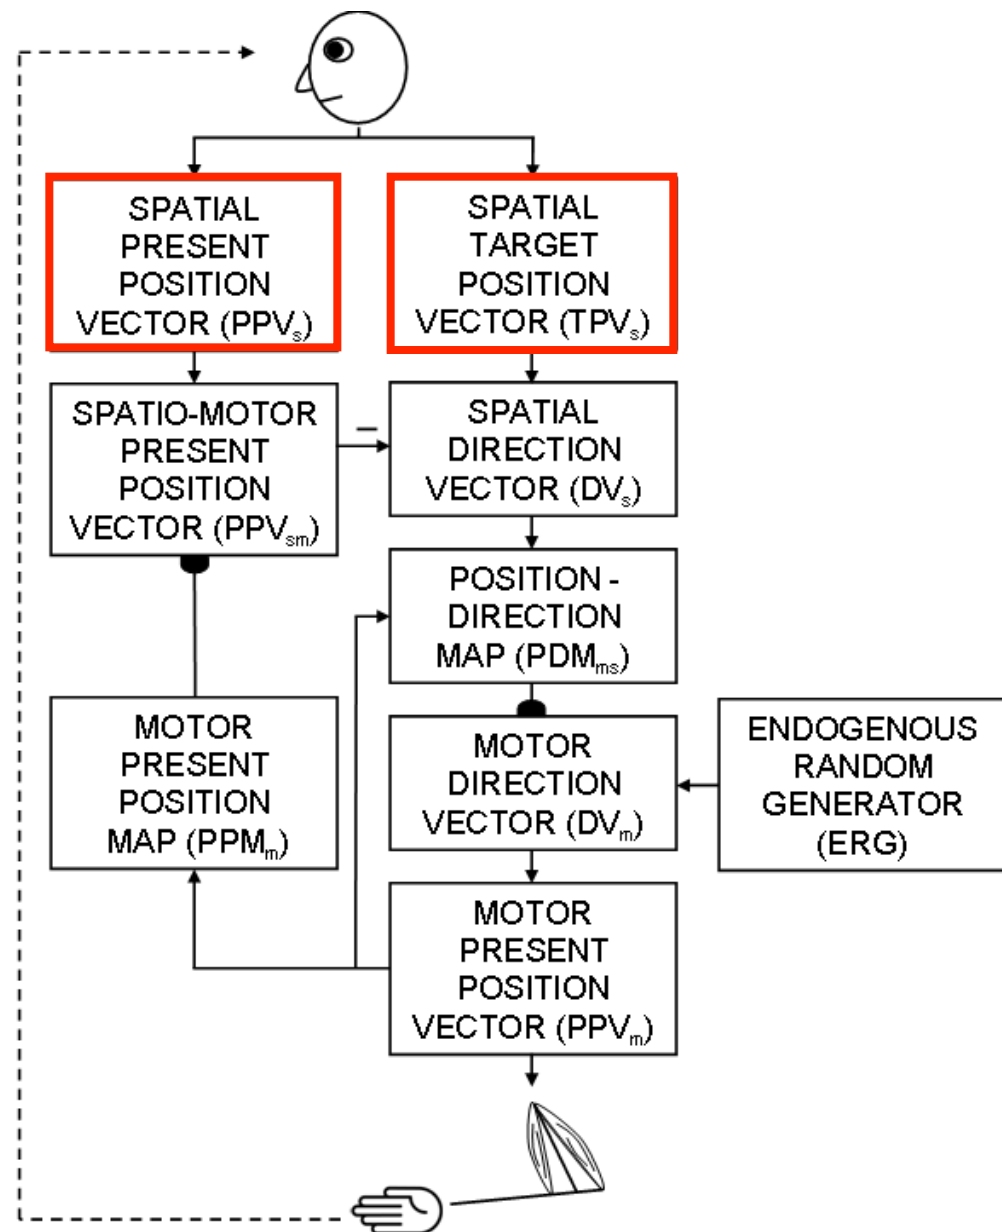 SPATIAL
PRESENT
POSITION
VECTOR (PPVs)
SPATIAL
TARGET
POSITION
VECTOR (TPVs)
SPATIO-MOTOR
PRESENT
POSITION
VECTOR (PPVsm)
–
SPATIAL
DIRECTION
VECTOR (DVs)
POSITION -
DIRECTION
MAP (PDMms)
MOTOR
PRESENT
POSITION
MAP (PPMm)
MOTOR
DIRECTION
VECTOR (DVm)
ENDOGENOUS
RANDOM
GENERATOR
(ERG)
MOTOR
PRESENT
POSITION
VECTOR (PPVm)